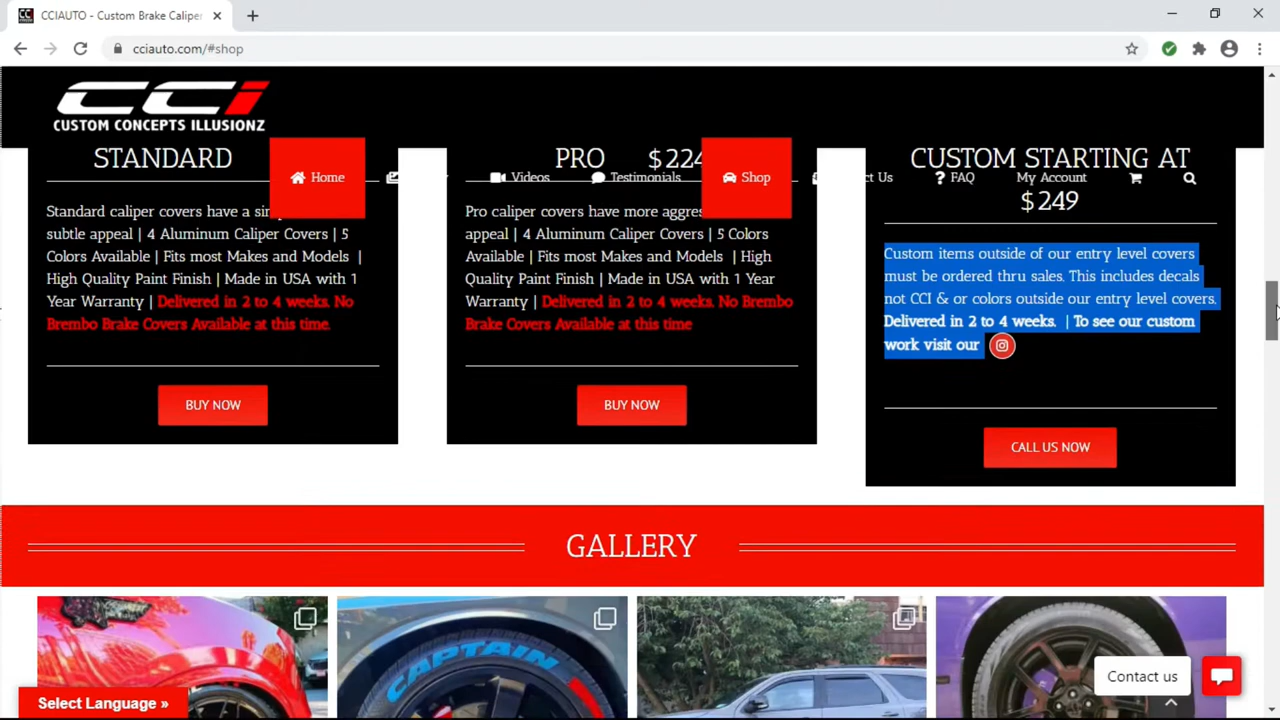 CCIAUTO - Custom Brake Caliper
cciauto.com/#shop
CCi
CUSTOM CONCEPTS ILLUSIONZ
Home
Videos
Testimonials
Shop
Us
FAQ
My Account
STANDARD
Standard caliper covers have a
subtle appeal | 4 Aluminum Caliper Covers | 5
Colors Available | Fits most Makes and Models |
High Quality Paint Finish | Made in USA with 1
Year Warranty | Delivered in 2 to 4 weeks. No
Brembo Brake Covers Available at this time.
BUY NOW
PRO $224
Pro caliper covers have more
appeal | 4 Aluminum Caliper Covers | 5 Colors
Available | Fits most Makes and Models | High
Quality Paint Finish | Made in USA with 1 Year
Warranty | Delivered in 2 to 4 weeks. No Brembo
Brake Covers Available at this time
BUY NOW
CUSTOM STARTING AT
$249
Custom items outside of our entry level covers
must be ordered thru sales. This includes decals
not CCI & or colors outside our entry level covers.
Delivered in 2 to 4 weeks. | To see our custom
work visit our
CALL US NOW
GALLERY
CAPTAIN
Select Language »
Contact us